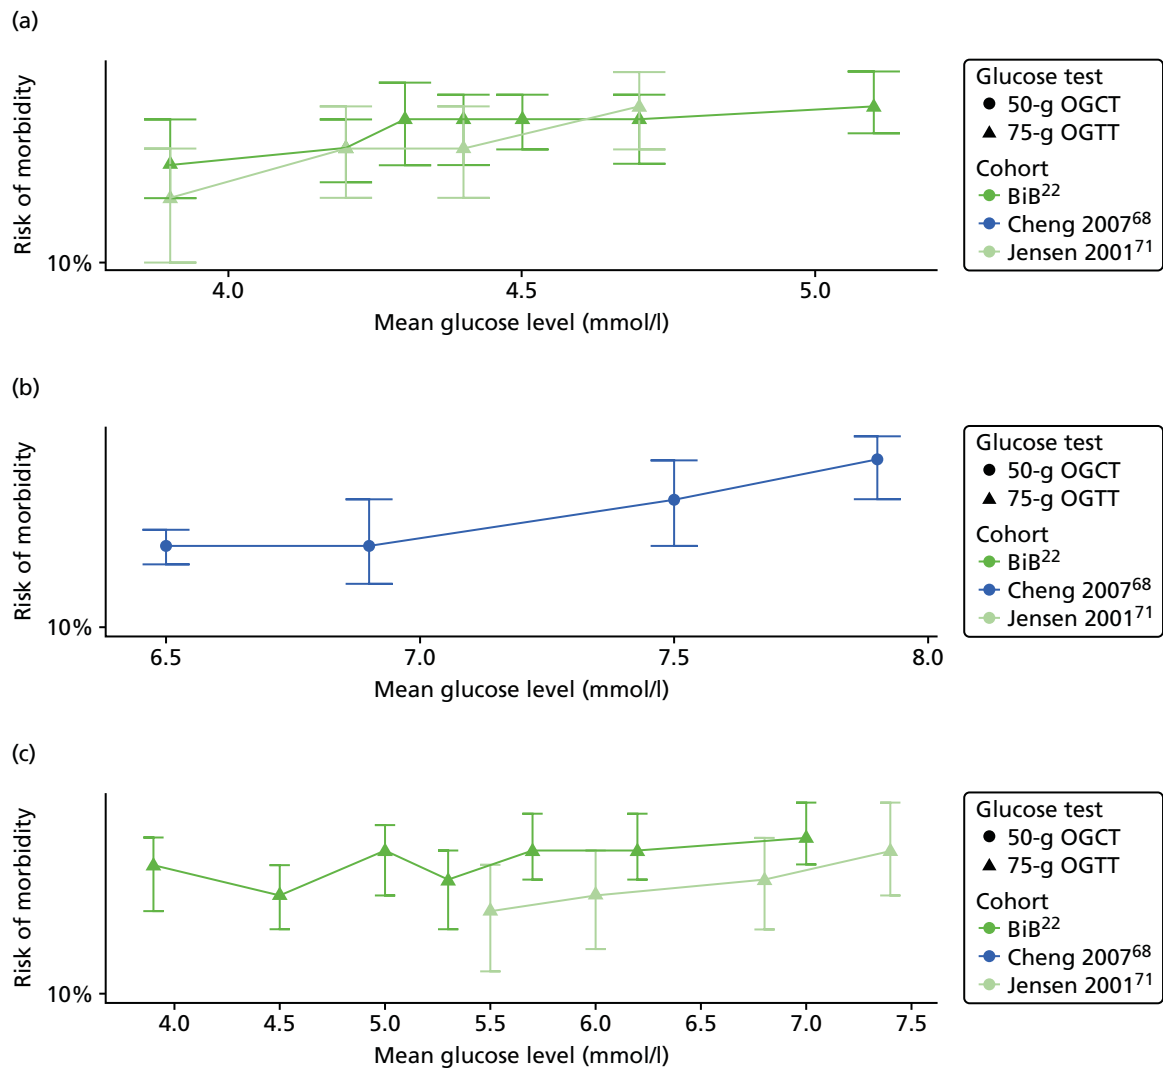 (a)
Risk of morbidity
10%
4.0 4.5 5.0
Mean glucose level (mmol/l)
Glucose test
50-g OGCT
75-g OGTT
Cohort
BiB22
Cheng 200768
Jensen 200171
(b)
Risk of morbidity
10%
6.5 7.0 7.5 8.0
Mean glucose level (mmol/l)
Glucose test
50-g OGCT
75-g OGTT
Cohort
BiB22
Cheng 200768
Jensen 200171
(c)
Risk of morbidity
10%
4.0 4.5 5.0 5.5 6.0 6.5 7.0 7.5
Mean glucose level (mmol/l)
Glucose test
50-g OGCT
75-g OGTT
Cohort
BiB22
Cheng 200768
Jensen 200171